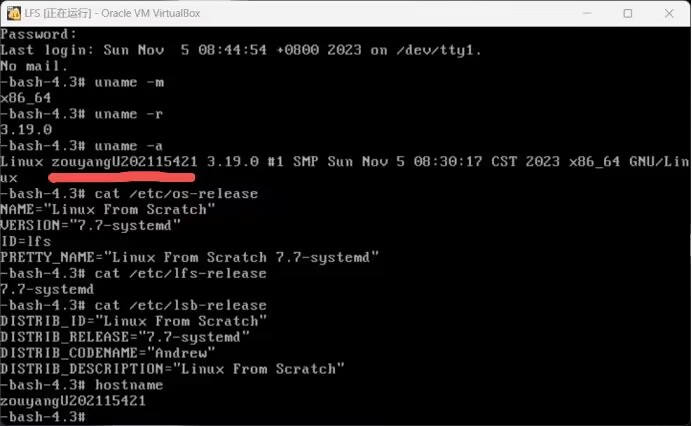 LFS [正在运行] - Oracle VM VirtualBox
Password:
Last login: Sun Nov  5 08:44:54 +0800 2023 on /dev/tty1.
No mail.
-bash-4.3# uname -m
x86_64
-bash-4.3# uname -r
3.19.0
-bash-4.3# uname -a
Linux zouyangU202115421 3.19.0 #1 SMP Sun Nov 5 08:30:17 CST 2023 x86_64 GNU/Lin
ux
-bash-4.3# cat /etc/os-release
NAME="Linux From Scratch"
VERSION="7.7-systemd"
ID=lfs
PRETTY_NAME="Linux From Scratch 7.7-systemd"
-bash-4.3# cat /etc/lfs-release
7.7-systemd
-bash-4.3# cat /etc/lsb-release
DISTRIB_ID="Linux From Scratch"
DISTRIB_RELEASE="7.7-systemd"
DISTRIB_CODENAME="Andrew"
DISTRIB_DESCRIPTION="Linux From Scratch"
-bash-4.3# hostname
zouyangU202115421
-bash-4.3#